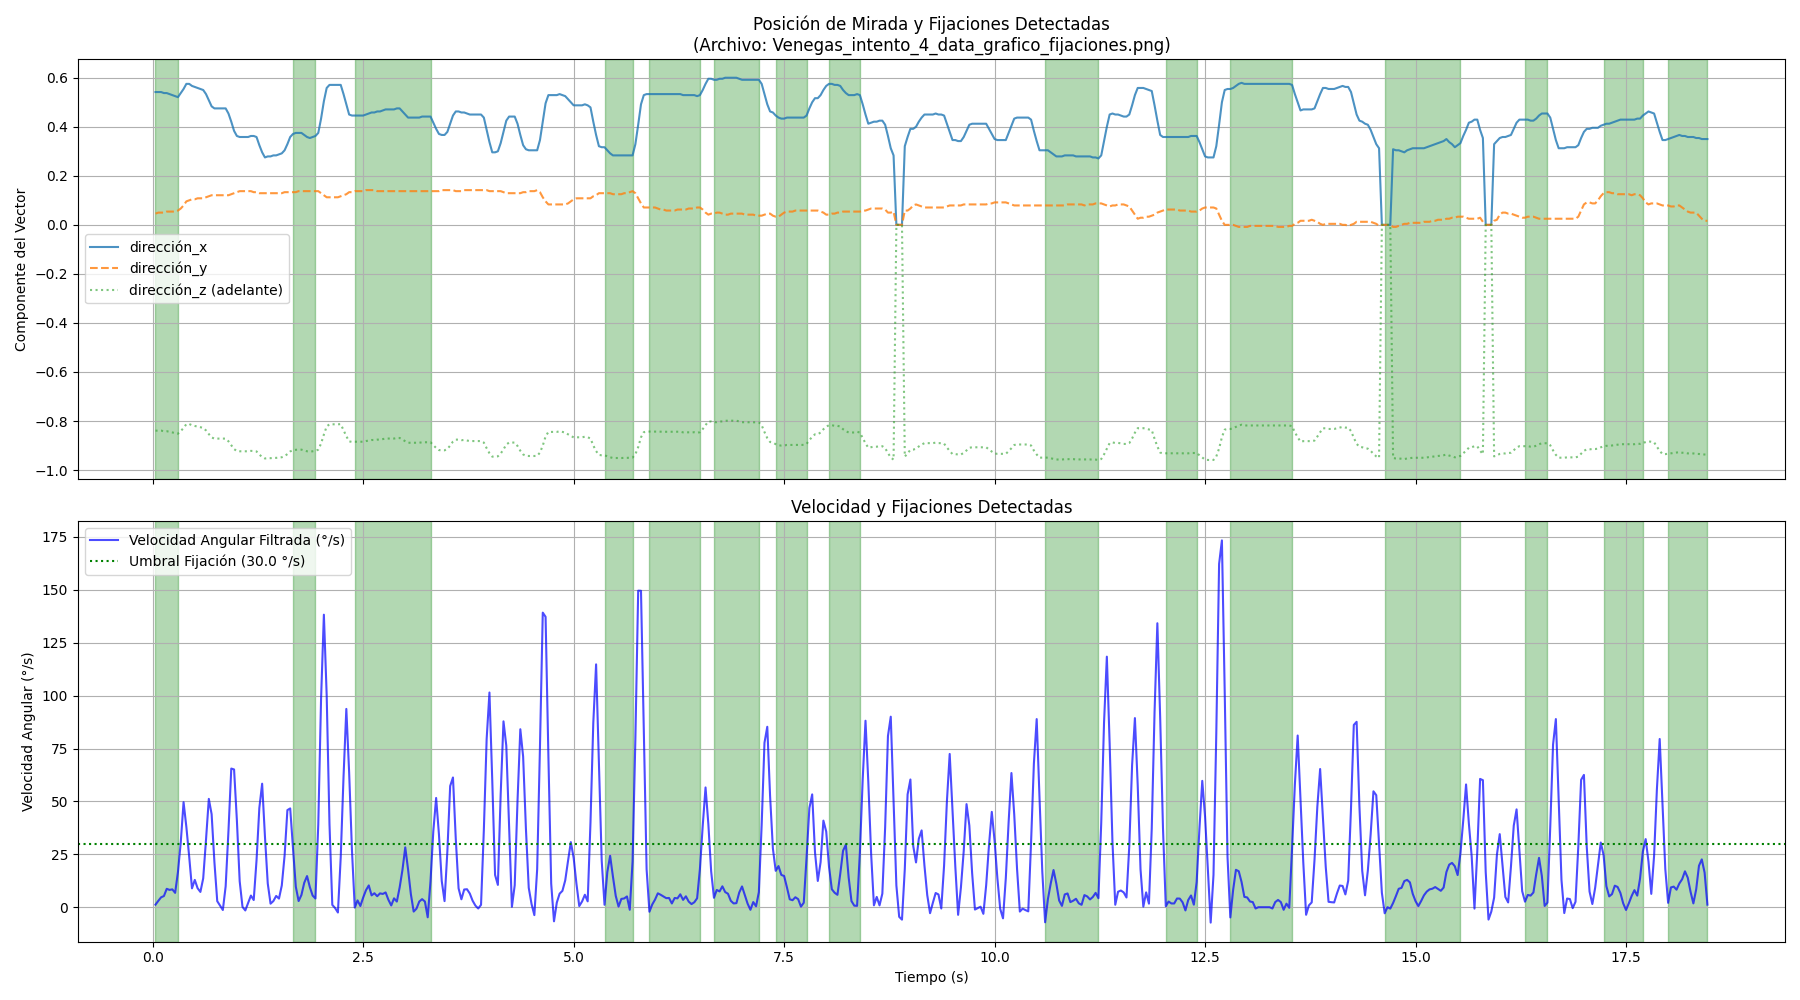 Posición de Mirada y Fijaciones Detectadas
(Archivo: Venegas_intento_4_data_grafico_fijaciones.png)
0.6
0.4
0.2
0.0
−0.2
−0.4
−0.6
−0.8
−1.0
Componente del Vector
dirección_x
dirección_y
dirección_z (adelante)
Velocidad y Fijaciones Detectadas
175
150
125
100
75
50
25
0
Velocidad Angular (°/s)
Velocidad Angular Filtrada (°/s)
Umbral Fijación (30.0 °/s)
0.0 2.5 5.0 7.5 10.0 12.5 15.0 17.5
Tiempo (s)